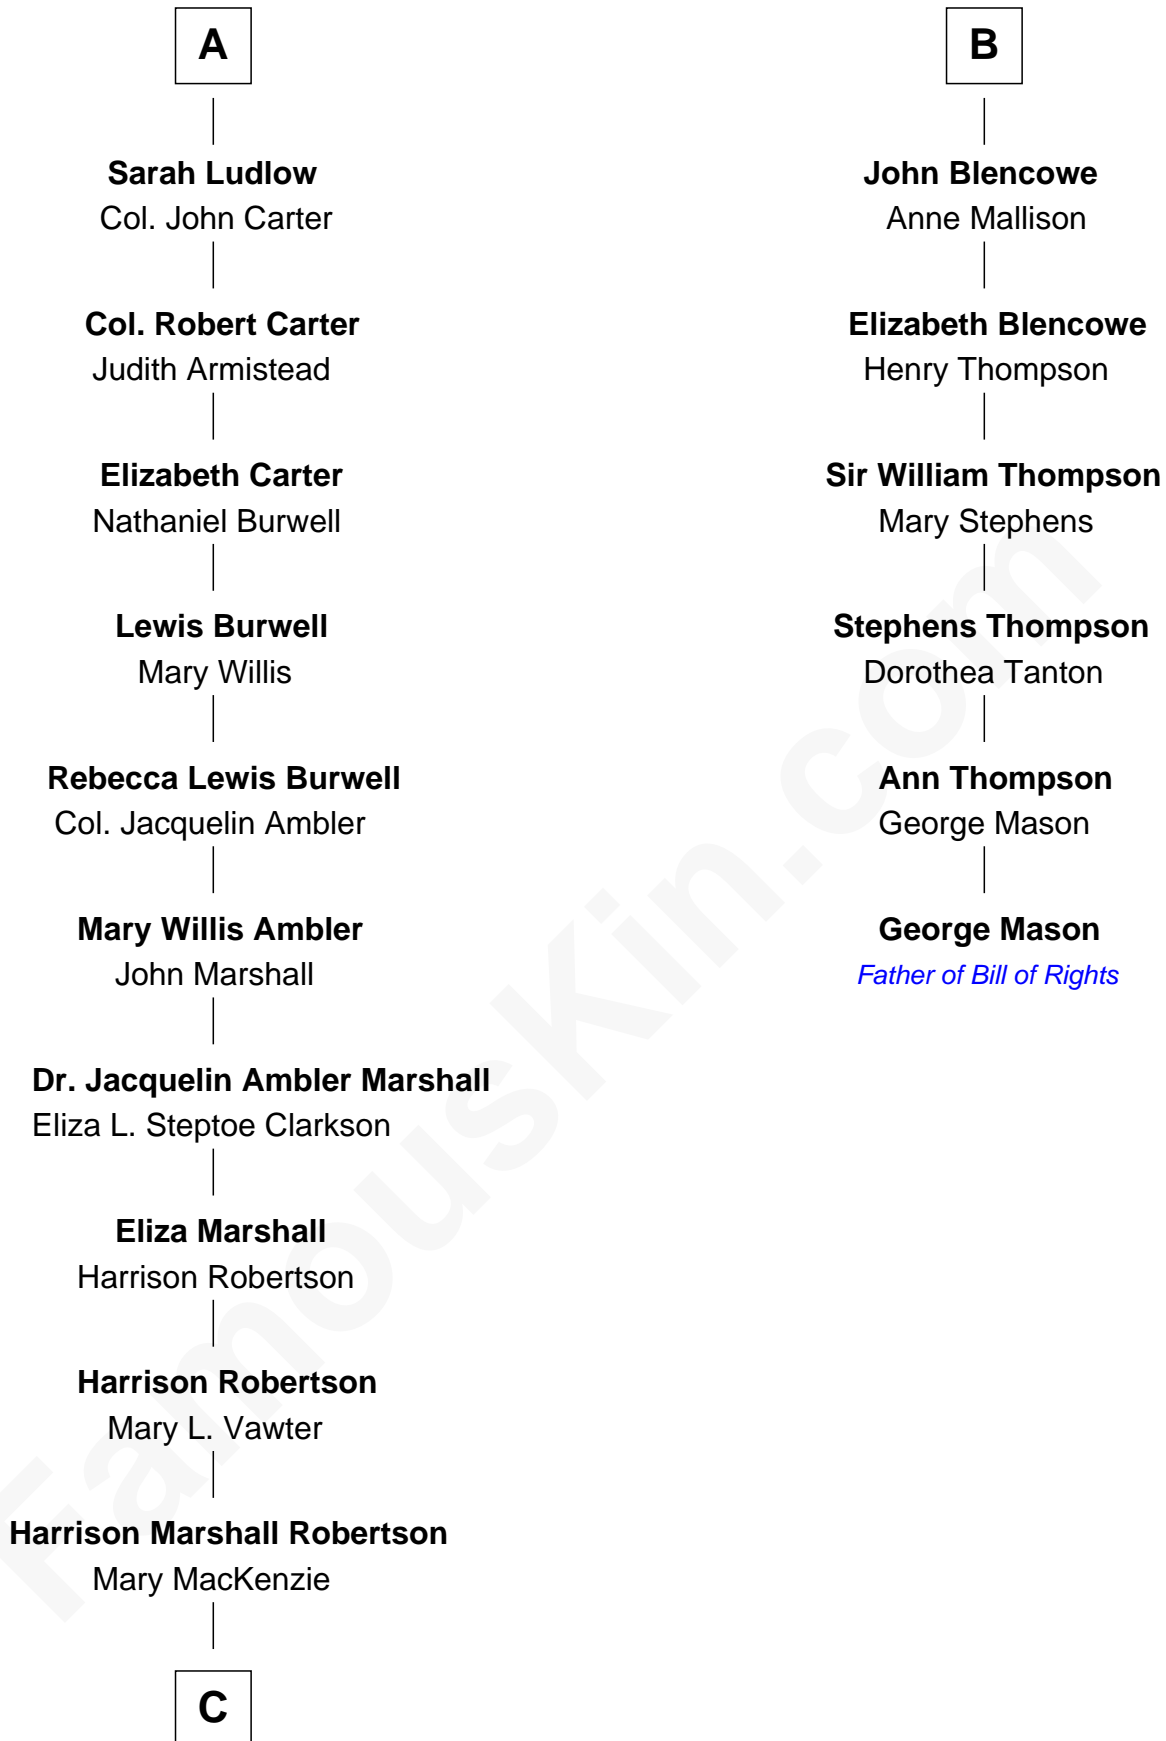 A
Sarah Ludlow
Col. John Carter
Col. Robert Carter
Judith Armistead
Elizabeth Carter
Nathaniel Burwell
Lewis Burwell
Mary Willis
Rebecca Lewis Burwell
Col. Jacquelin Ambler
Mary Willis Ambler
John Marshall
Dr. Jacquelin Ambler Marshall
Eliza L. Steptoe Clarkson
Eliza Marshall
Harrison Robertson
Harrison Robertson
Mary L. Vawter
Harrison Marshall Robertson
Mary MacKenzie
C
B
John Blencowe
Anne Mallison
Elizabeth Blencowe
Henry Thompson
Sir William Thompson
Mary Stephens
Stephens Thompson
Dorothea Tanton
Ann Thompson
George Mason
George Mason
Father of Bill of Rights
FamousKin.com